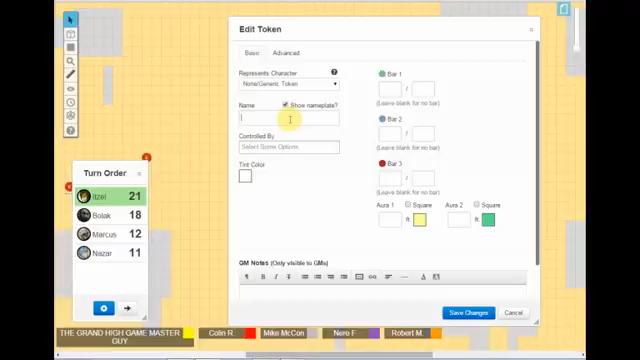 Edit Token
Basic
Advanced
Represents Character
None/Generic Token
Name
Show nameplate?
Controlled By
Select Some Options
Tint Color
Bar 1
/
(Leave blank for no bar)
Bar 2
/
(Leave blank for no bar)
Bar 3
/
(Leave blank for no bar)
Aura 1
Square
Aura 2
Square
ft.
ft.
GM Notes (Only visible to GMs)
Save Changes
Cancel
Turn Order
Itzel 21
Bolak 18
Marcus 12
Nazar 11
THE GRAND HIGH GAME MASTER
GUY
Colin R.
Mike McCon
Nero F
Robert M.